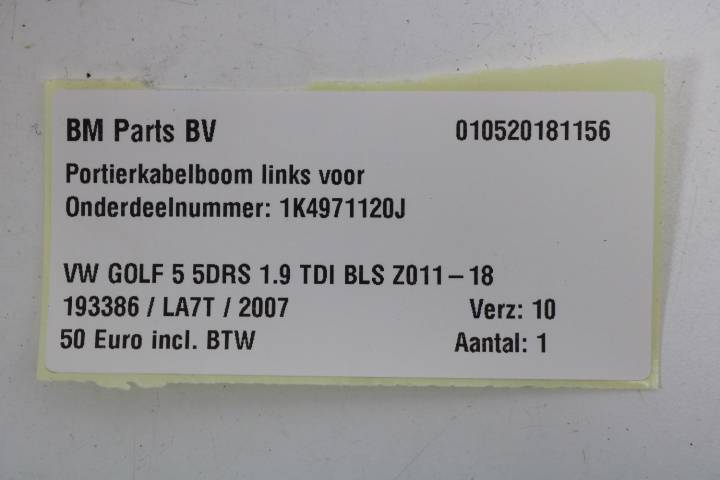 BM Parts BV 010520181156
Portierkabelboom links voor
Onderdeelnummer: 1K4971120J
VW GOLF 5 5DRS 1.9 TDI BLS Z011-18
193386 / LA7T / 2007 Verz: 10
50 Euro incl. BTW Aantal: 1